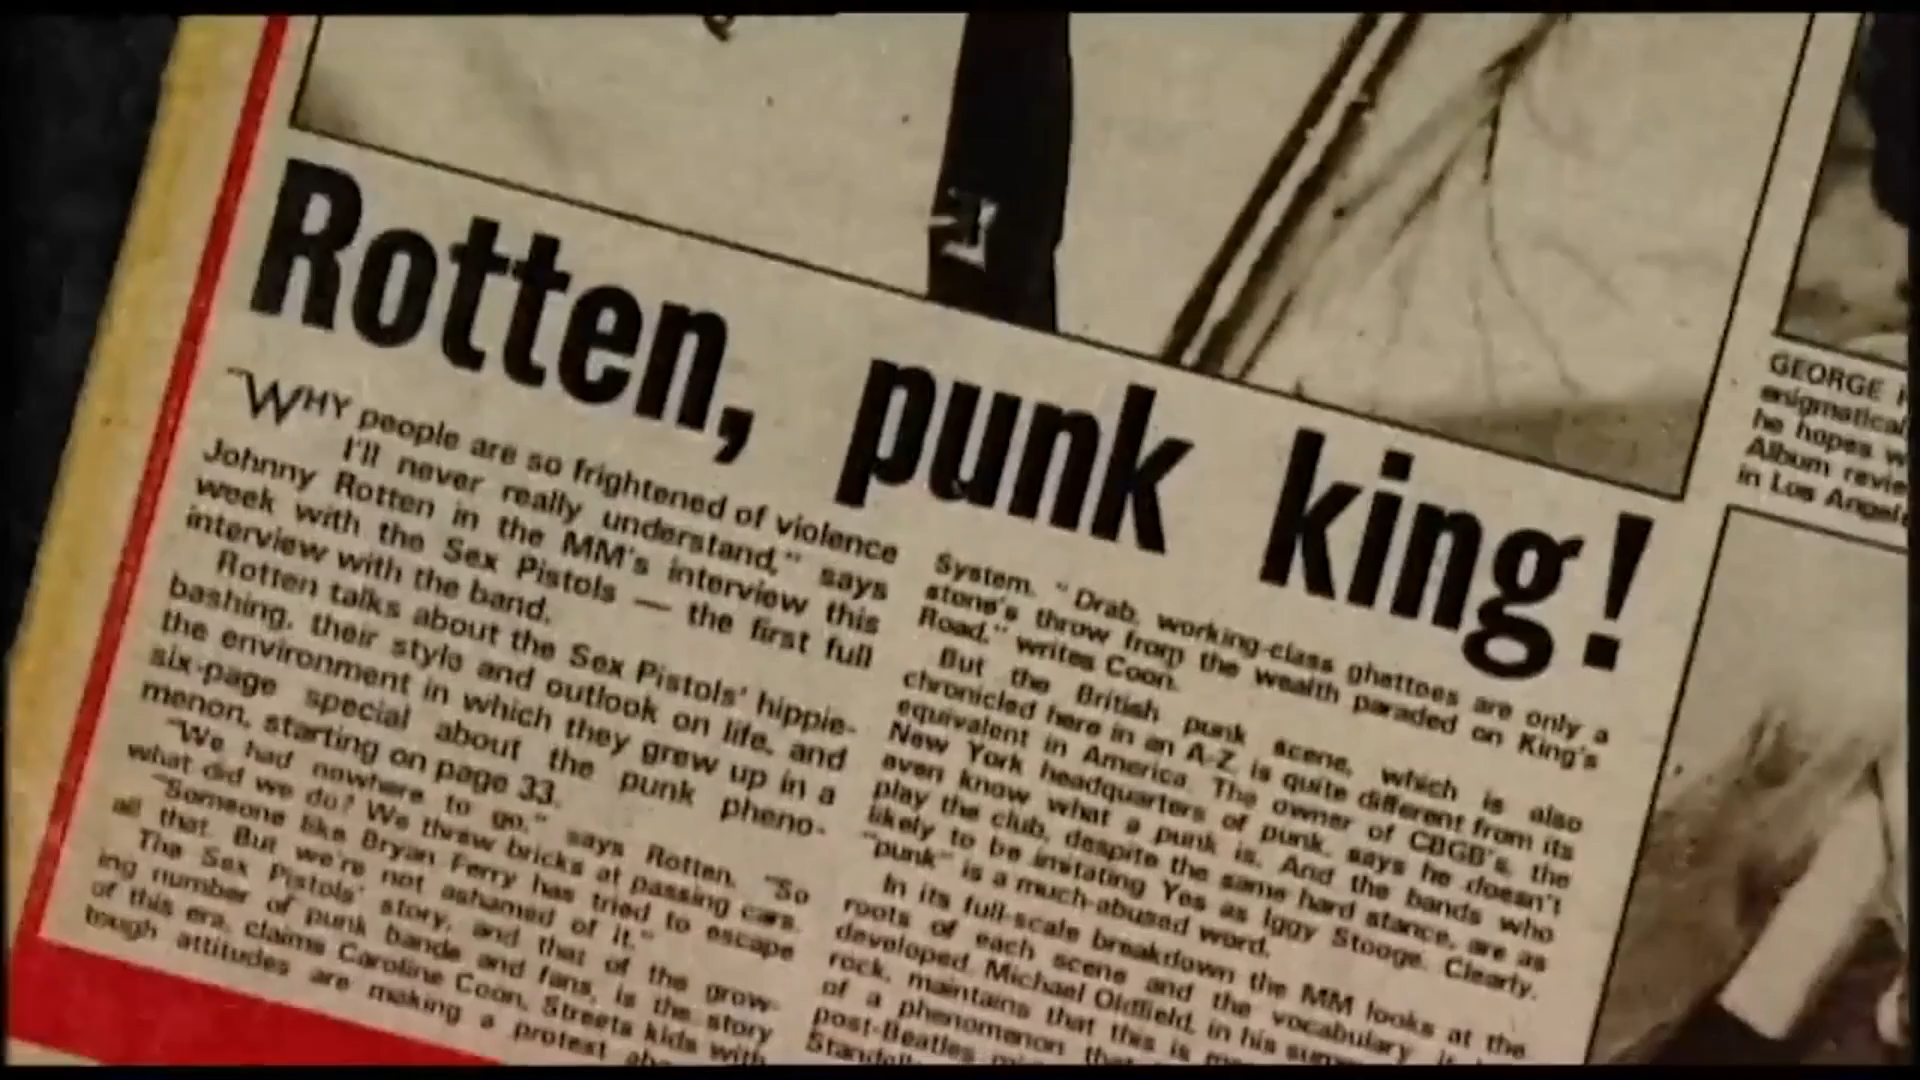 Rotten, punk king!
"WHY people are so frightened of violence
I'll never really understand," says
Johnny Rotten in the MM's interview this
week with the Sex Pistols — the first full
interview with the band.
Rotten talks about the Sex Pistols' hippie-
bashing, their style and outlook on life, and
the environment in which they grew up in a
six-page special about the punk pheno-
menon, starting on page 33.
"We had nowhere to go," says Rotten. "So
what did we do? We threw bricks at passing cars.
"Someone like Bryan Ferry has tried to escape
all that. But we're not ashamed of it."
The Sex Pistols' story, and that of the grow-
ing number of punk bands and fans, is the story
of this era, claims Caroline Coon. Streets kids with
tough attitudes are making a protest
System. "Drab, working-class ghettoes are only a
stone's throw from the wealth paraded on King's
Road," writes Coon.
But the British punk scene, which is also
chronicled here in an A-Z, is quite different from its
equivalent in America. The owner of CBGB's, the
New York headquarters of punk, says he doesn't
even know what a punk is. And the bands who
play the club, despite the same hard stance, are as
likely to be imitating Yes as Iggy Stooge. Clearly,
"punk" is a much-abused word.
In its full-scale breakdown the MM looks at the
roots of each scene and the vocabulary it
developed. Michael Oldfield, in his
rock, maintains that this is
of a phenomenon
post-Beatles
GEORGE
he hopes
Album
in Los